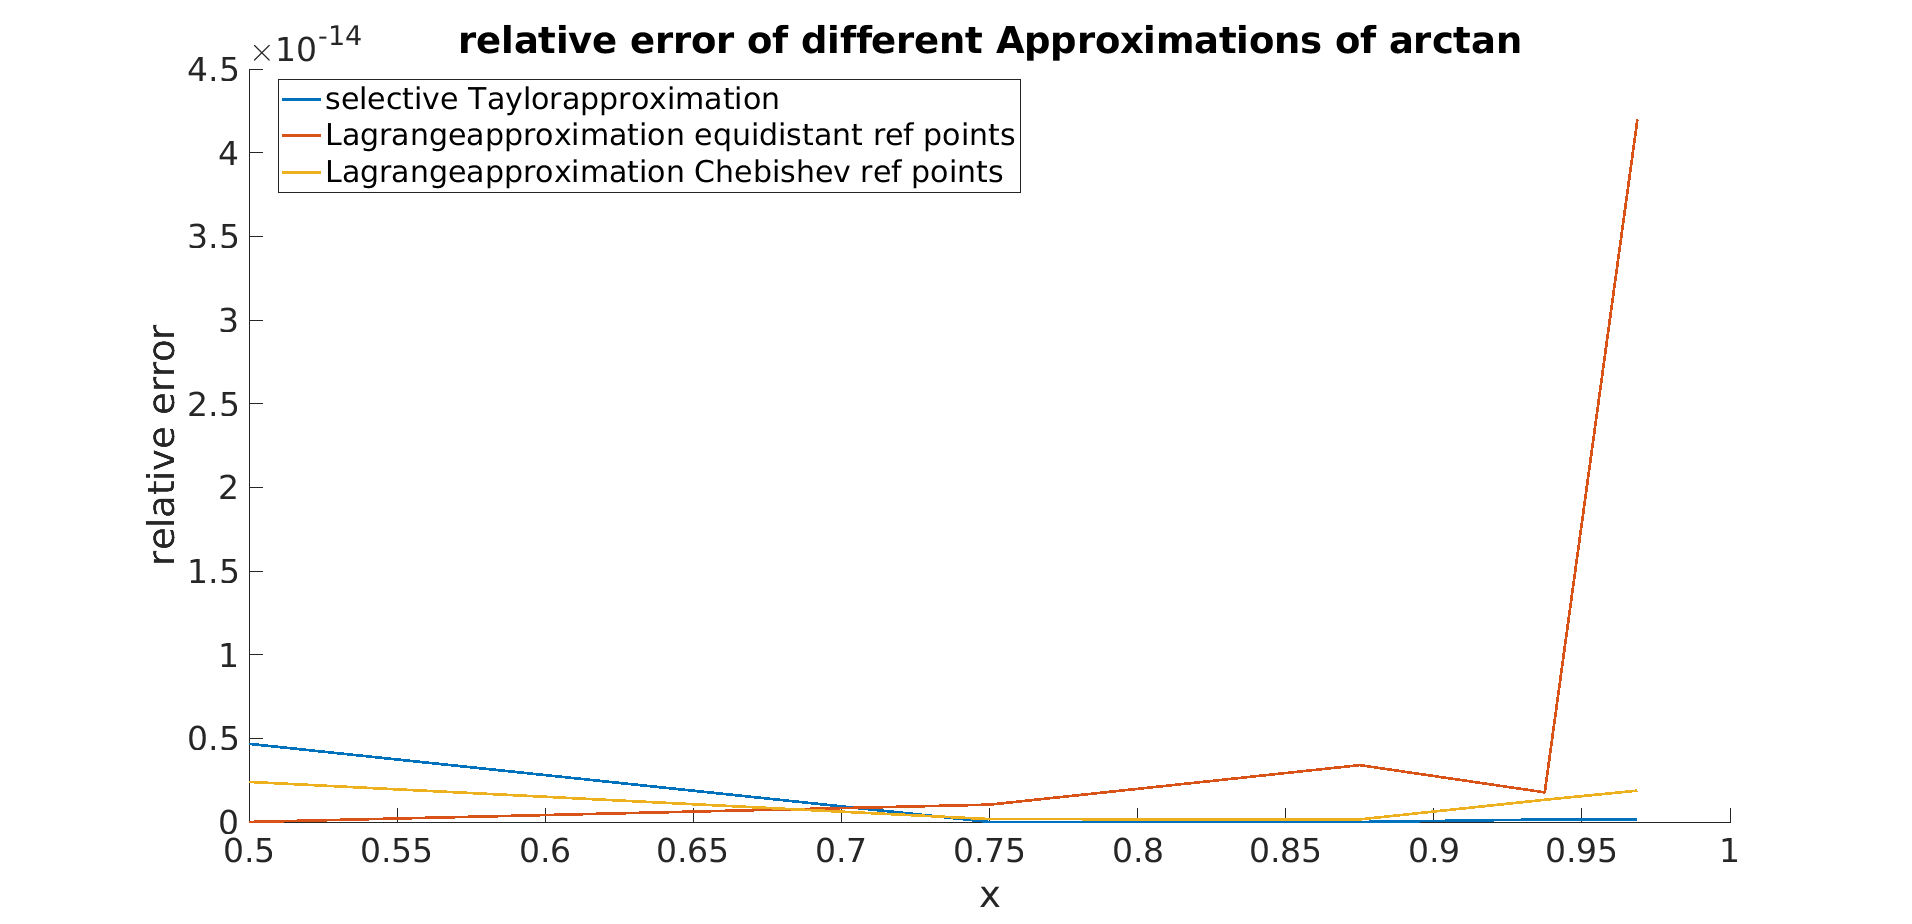 relative error of different Approximations of arctan
×10-14
selective Taylorapproximation
Lagrangeapproximation equidistant ref points
Lagrangeapproximation Chebishev ref points
relative error
4.5
4
3.5
3
2.5
2
1.5
1
0.5
0
0.5 0.55 0.6 0.65 0.7 0.75 0.8 0.85 0.9 0.95 1
x